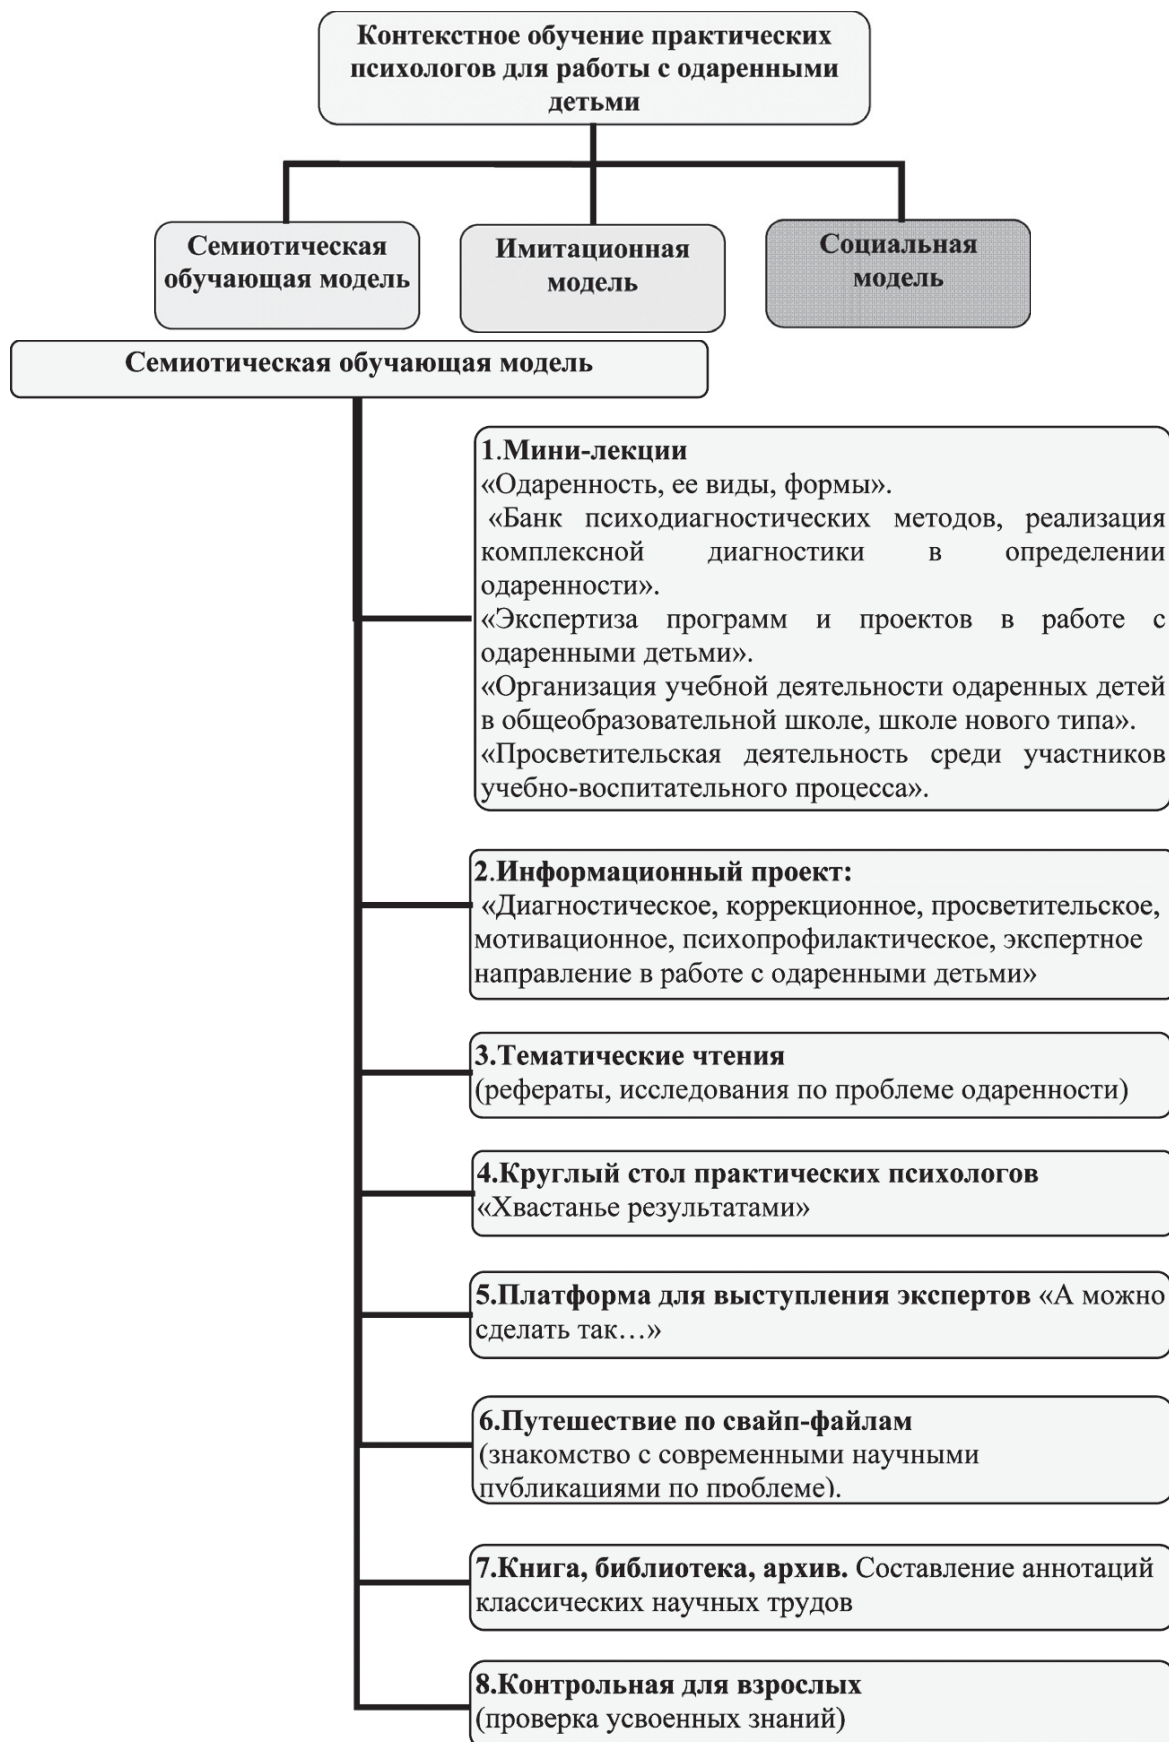 Контекстное обучение практических
психологов для работы с одаренными
детьми
Семиотическая
обучающая модель
Имитационная
модель
Социальная
модель
Семиотическая обучающая модель
1.Мини-лекции
«Одаренность, ее виды, формы».
«Банк психодиагностических методов, реализация
комплексной диагностики в определении
одаренности».
«Экспертиза программ и проектов в работе с
одаренными детьми».
«Организация учебной деятельности одаренных детей
в общеобразовательной школе, школе нового типа».
«Просветительская деятельность среди участников
учебно-воспитательного процесса».
2.Информационный проект:
«Диагностическое, коррекционное, просветительское,
мотивационное, психопрофилактическое, экспертное
направление в работе с одаренными детьми»
3.Тематические чтения
(рефераты, исследования по проблеме одаренности)
4.Круглый стол практических психологов
«Хвастанье результатами»
5.Платформа для выступления экспертов «А можно
сделать так…»
6.Путешествие по свайп-файлам
(знакомство с современными научными
публикациями по проблеме).
7.Книга, библиотека, архив. Составление аннотаций
классических научных трудов
8.Контрольная для взрослых
(проверка усвоенных знаний)